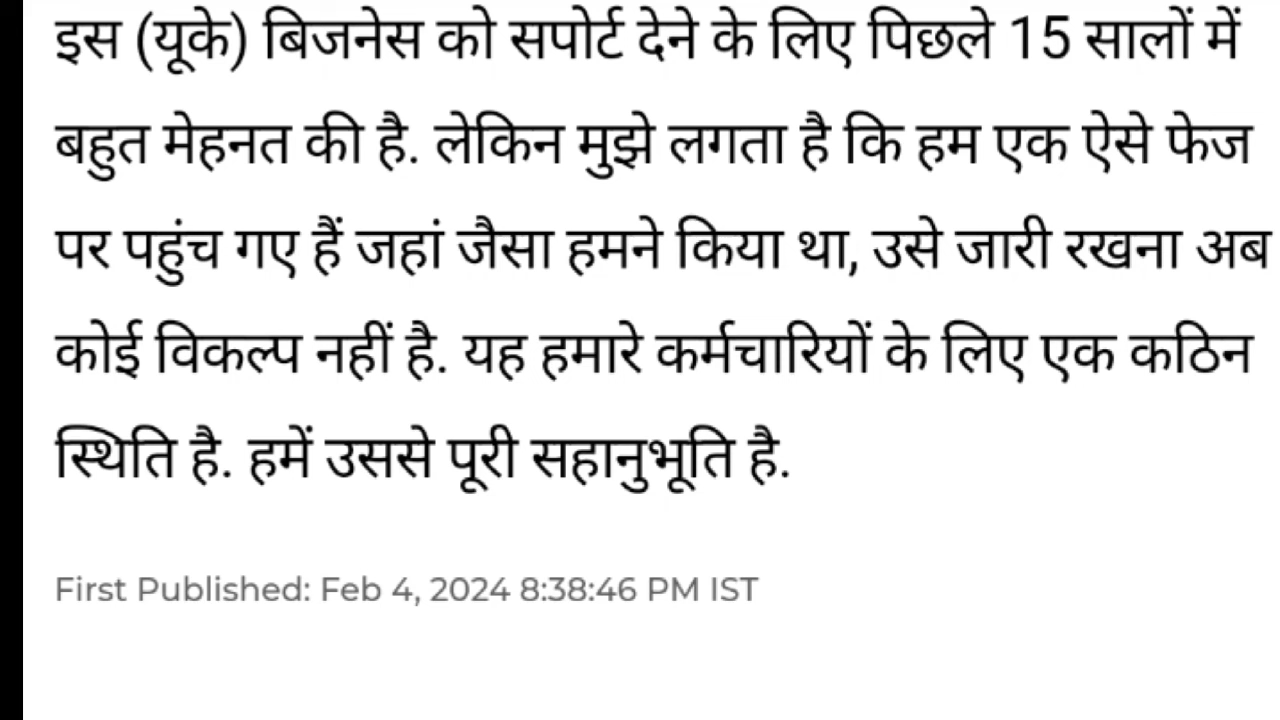 इस (यूके) बिजनेस को सपोर्ट देने के लिए पिछले 15 सालों में
बहुत मेहनत की है. लेकिन मुझे लगता है कि हम एक ऐसे फेज
पर पहुंच गए हैं जहां जैसा हमने किया था, उसे जारी रखना अब
कोई विकल्प नहीं है. यह हमारे कर्मचारियों के लिए एक कठिन
स्थिति है. हमें उससे पूरी सहानुभूति है.
First Published: Feb 4, 2024 8:38:46 PM IST